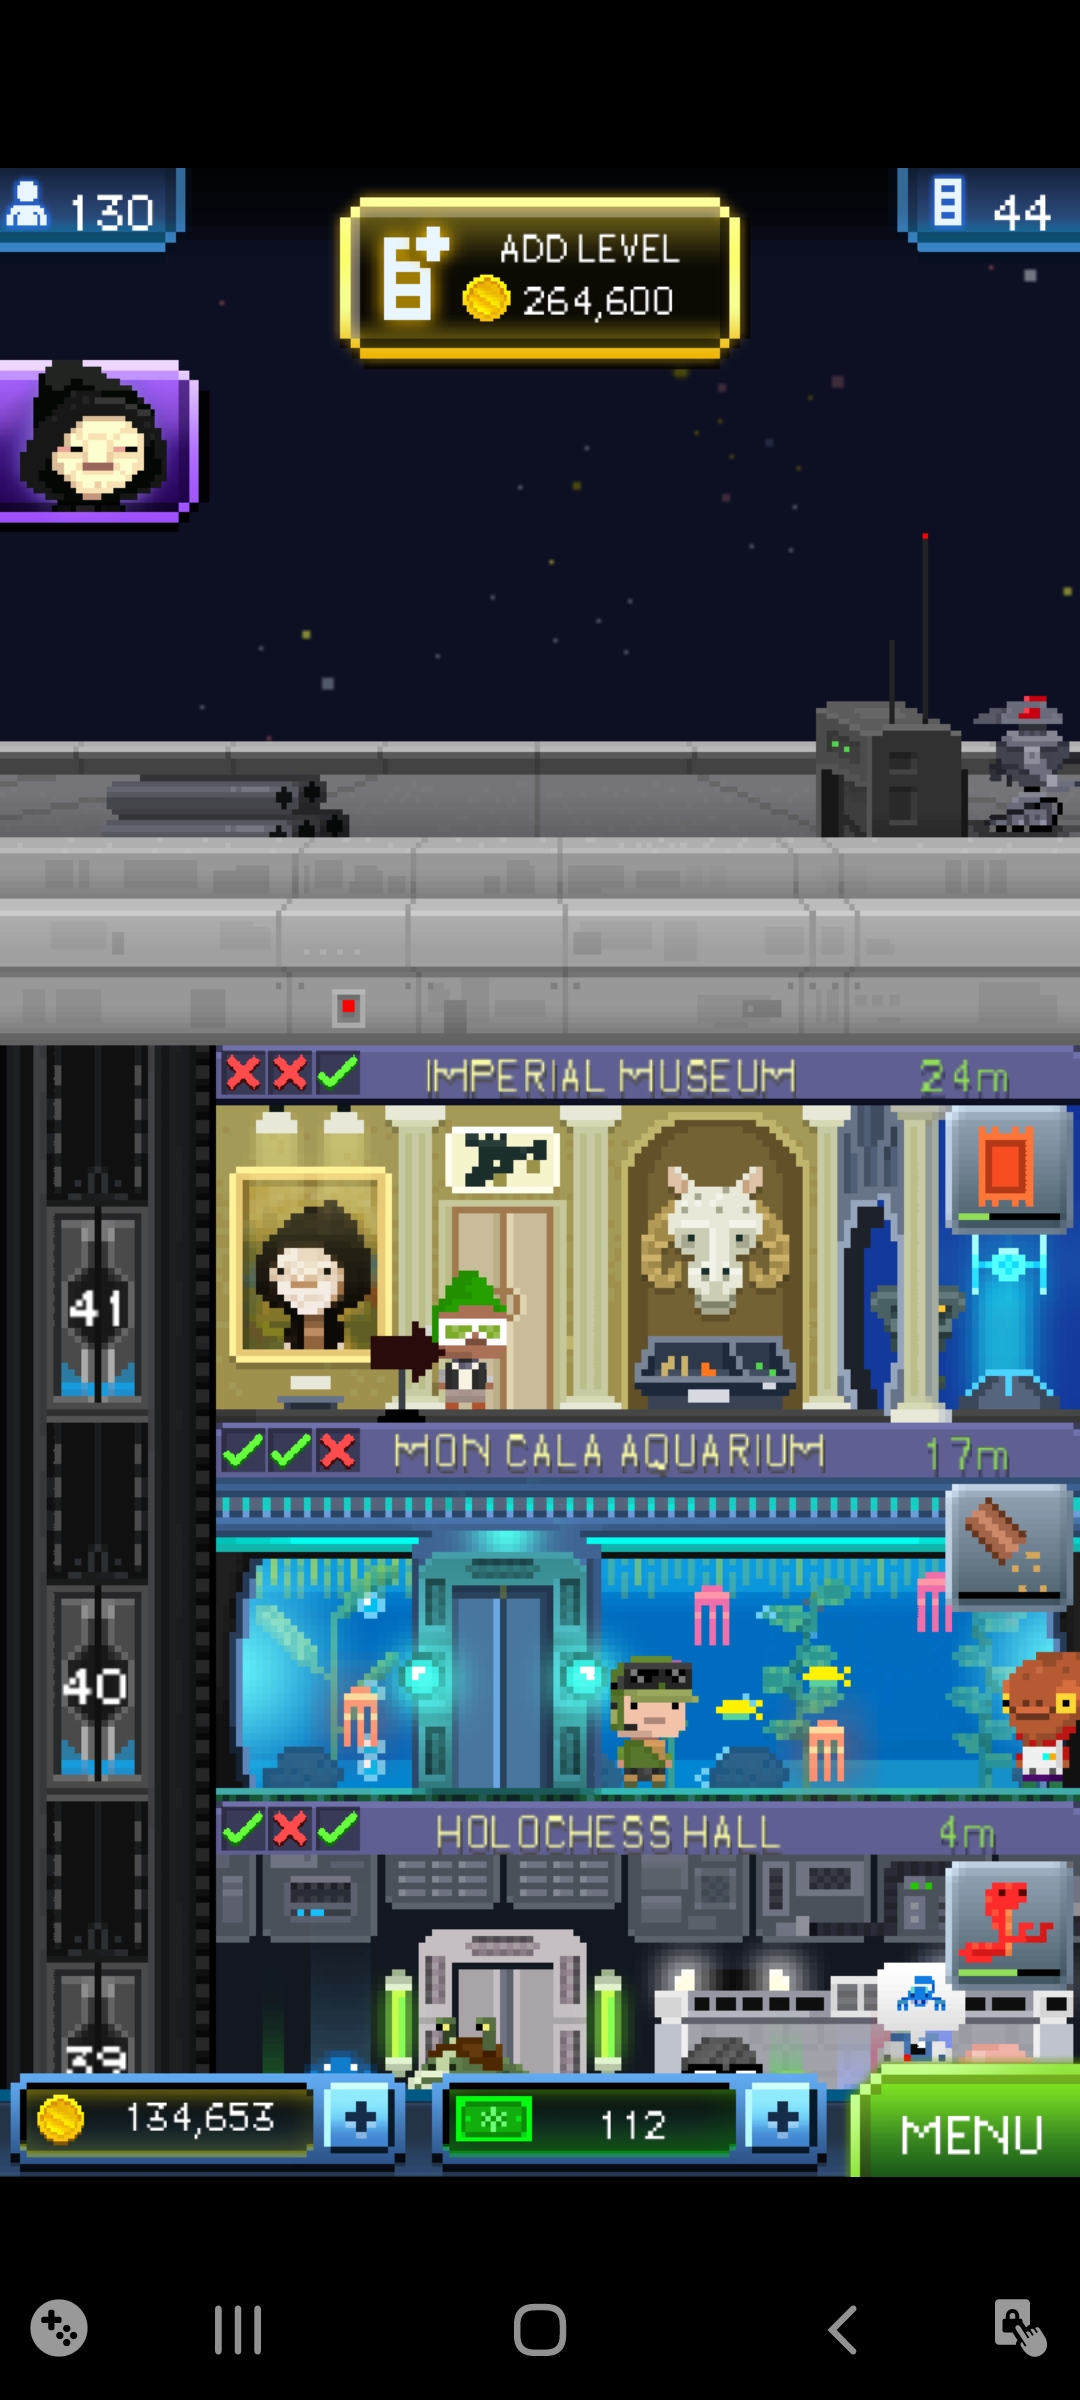 130
44
ADD LEVEL
264,600
IMPERIAL MUSEUM 24m
41
MON CALA AQUARIUM 17m
40
HOLOCHESS HALL 4m
39
134,653
112
MENU